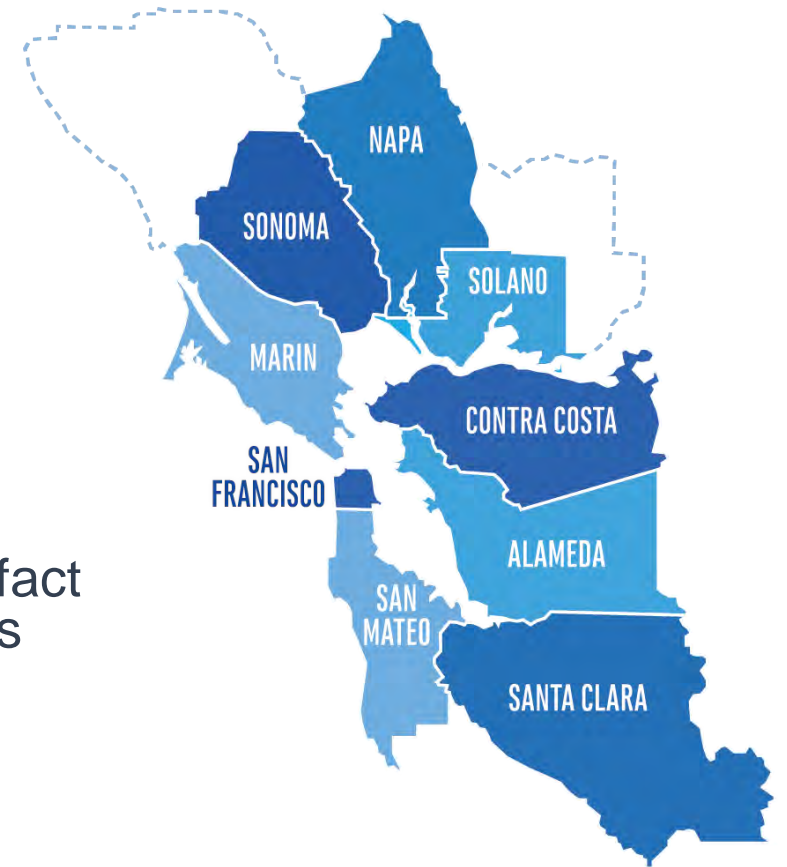 NAPA
SONOMA
SOLANO
MARIN
CONTRA COSTA
SAN
FRANCISCO
ALAMEDA
fact
s
SAN
MATEO
SANTA CLARA